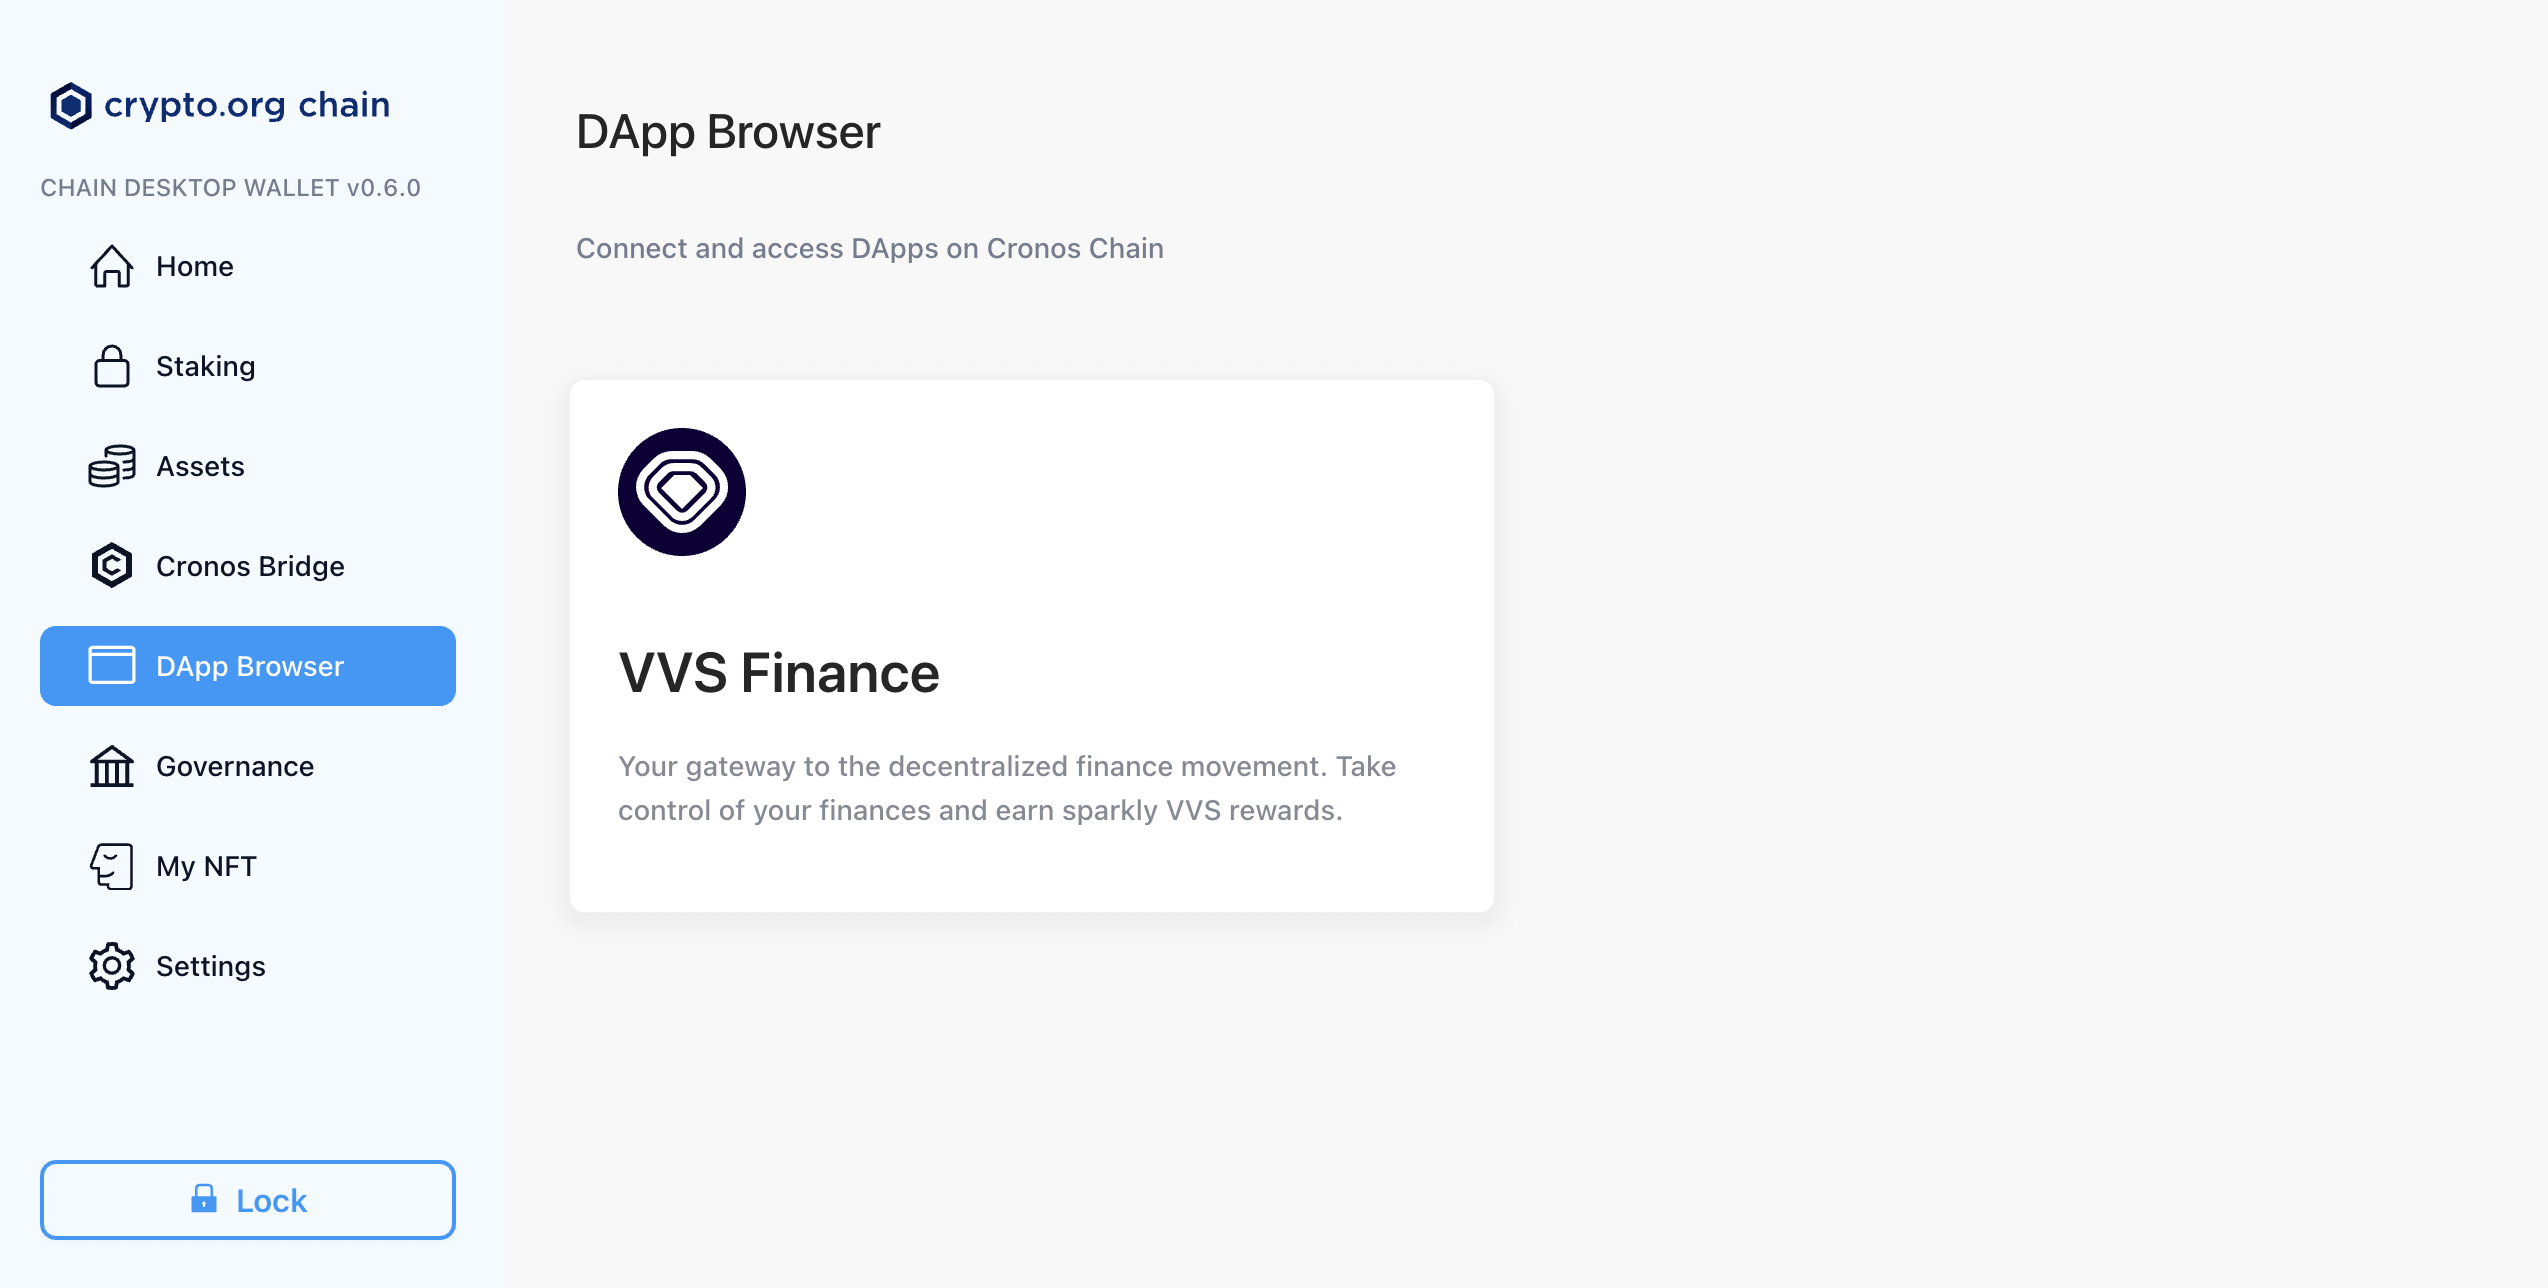 crypto.org chain
CHAIN DESKTOP WALLET v0.6.0
Home
Staking
Assets
Cronos Bridge
DApp Browser
Governance
My NFT
Settings
Lock
DApp Browser
Connect and access DApps on Cronos Chain
VVS Finance
Your gateway to the decentralized finance movement. Take
control of your finances and earn sparkly VVS rewards.